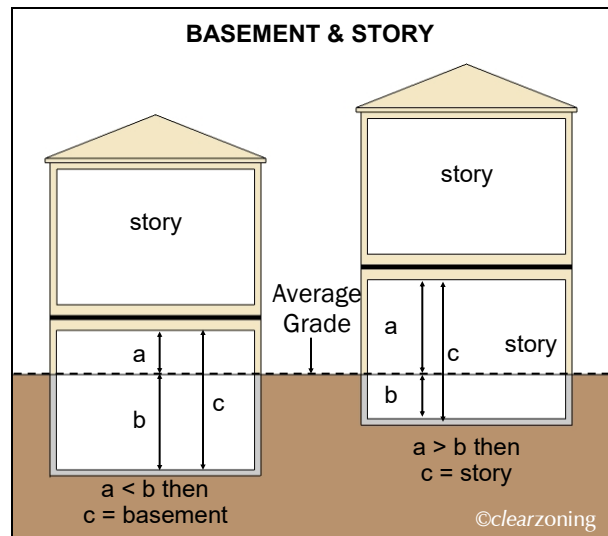 BASEMENT & STORY
story
story
Average
Grade
a
b
c
a
b
c
story
a < b then
c = basement
a > b then
c = story
©clearzoning